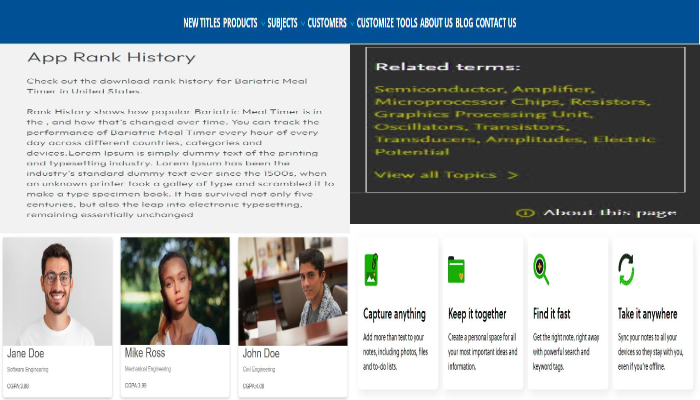 NEW TITLES PRODUCTS SUBJECTS CUSTOMERS CUSTOMIZE TOOLS ABOUT US BLOG CONTACT US
App Rank History
Check out the download rank history for Bariatric Meal
Timer in United States.
Rank History shows how popular Bariatric Meal Timer is in
the , and how that's changed over time. You can track the
performance of Bariatric Meal Timer every hour of every
day across different countries, categories and
devices.Lorem Ipsum is simply dummy text of the printing
and typesetting industry. Lorem Ipsum has been the
industry's standard dummy text ever since the 1500s, when
an unknown printer took a galley of type and scrambled it to
make a type specimen book. It has survived not only five
centuries, but also the leap into electronic typesetting,
remaining essentially unchanged
Related terms:
Semiconductor, Amplifier,
Microprocessor Chips, Resistors,
Graphics Processing Unit,
Oscillators, Transistors,
Transducers, Amplitudes, Electric
Potential
View all Topics >
About this page
Jane Doe
Software Engineering
CGPA:3.88
Mike Ross
Mechanical Engineering
CGPA:3.99
John Doe
Civil Engineering
CGPA:4.08
Capture anything
Add more than text to your
notes, including photos, files
and to-do lists.
Keep it together
Create a personal space for all
your most important ideas and
information.
Find it fast
Get the right note, right away
with powerful search and
keyword tags.
Take it anywhere
Sync your notes to all your
devices so they stay with you,
even if you're offline.